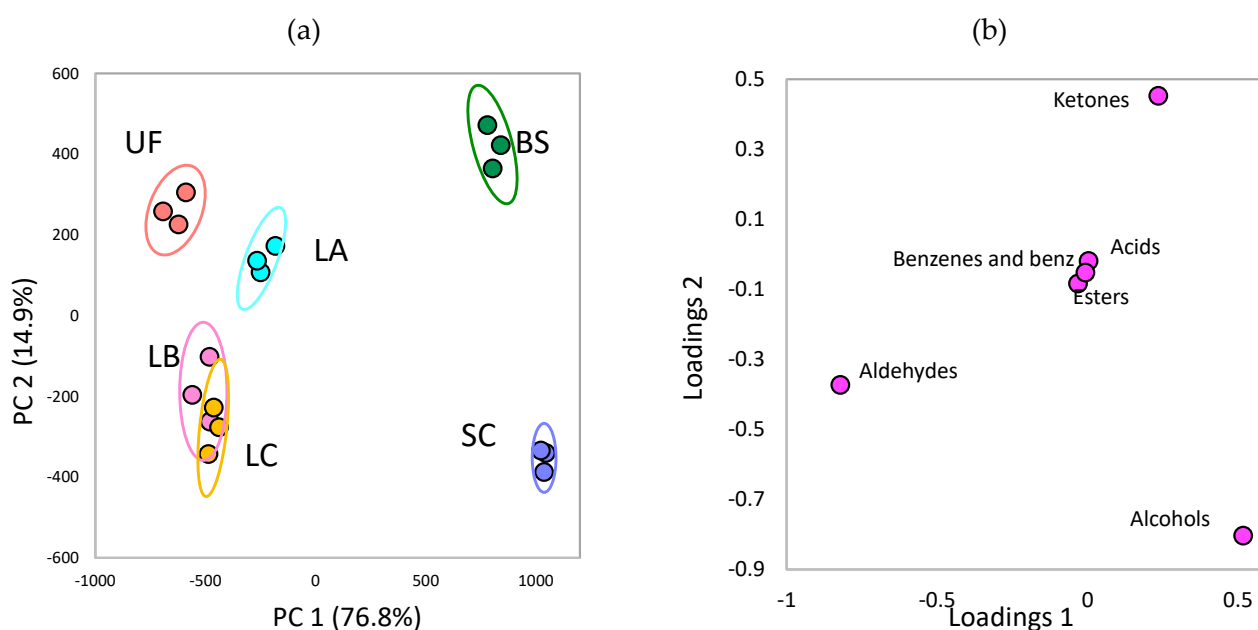 (a)
600
400
200
0
-200
-400
-600
-1000
-500
0
500
1000
PC 2 (14.9%)
PC 1 (76.8%)
UF
BS
LA
LB
LC
SC
(b)
0.5
0.3
0.1
-0.1
-0.3
-0.5
-0.7
-0.9
-1
-0.5
0
0.5
Loadings 2
Loadings 1
Ketones
Benzenes and benz
Acids
Esters
Aldehydes
Alcohols